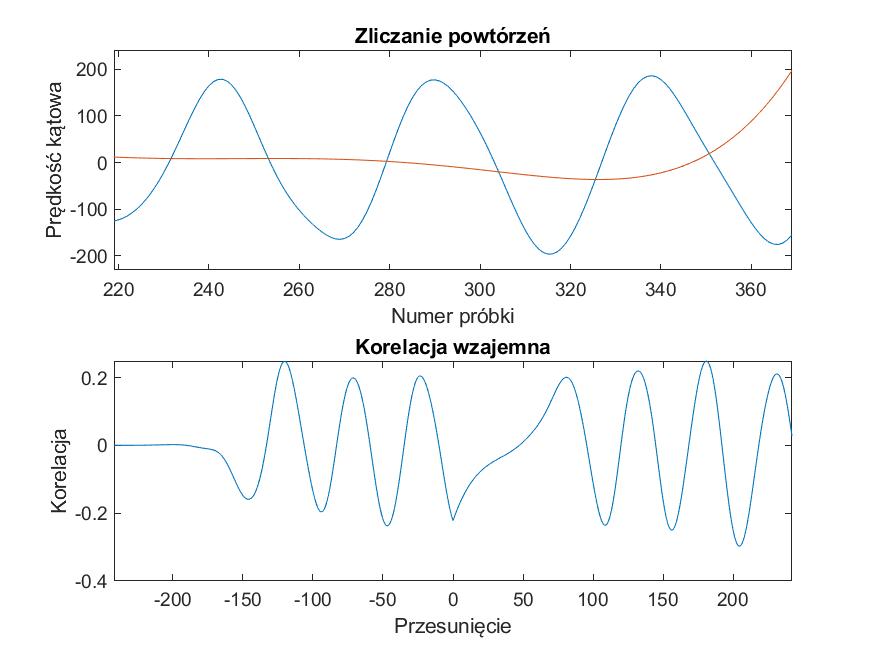 Zliczanie powtórzeń
200
100
0
-100
-200
Prędkość kątowa
220 240 260 280 300 320 340 360
Numer próbki
Korelacja wzajemna
0.2
0
-0.2
-0.4
Korelacja
-200 -150 -100 -50 0 50 100 150 200
Przesunięcie